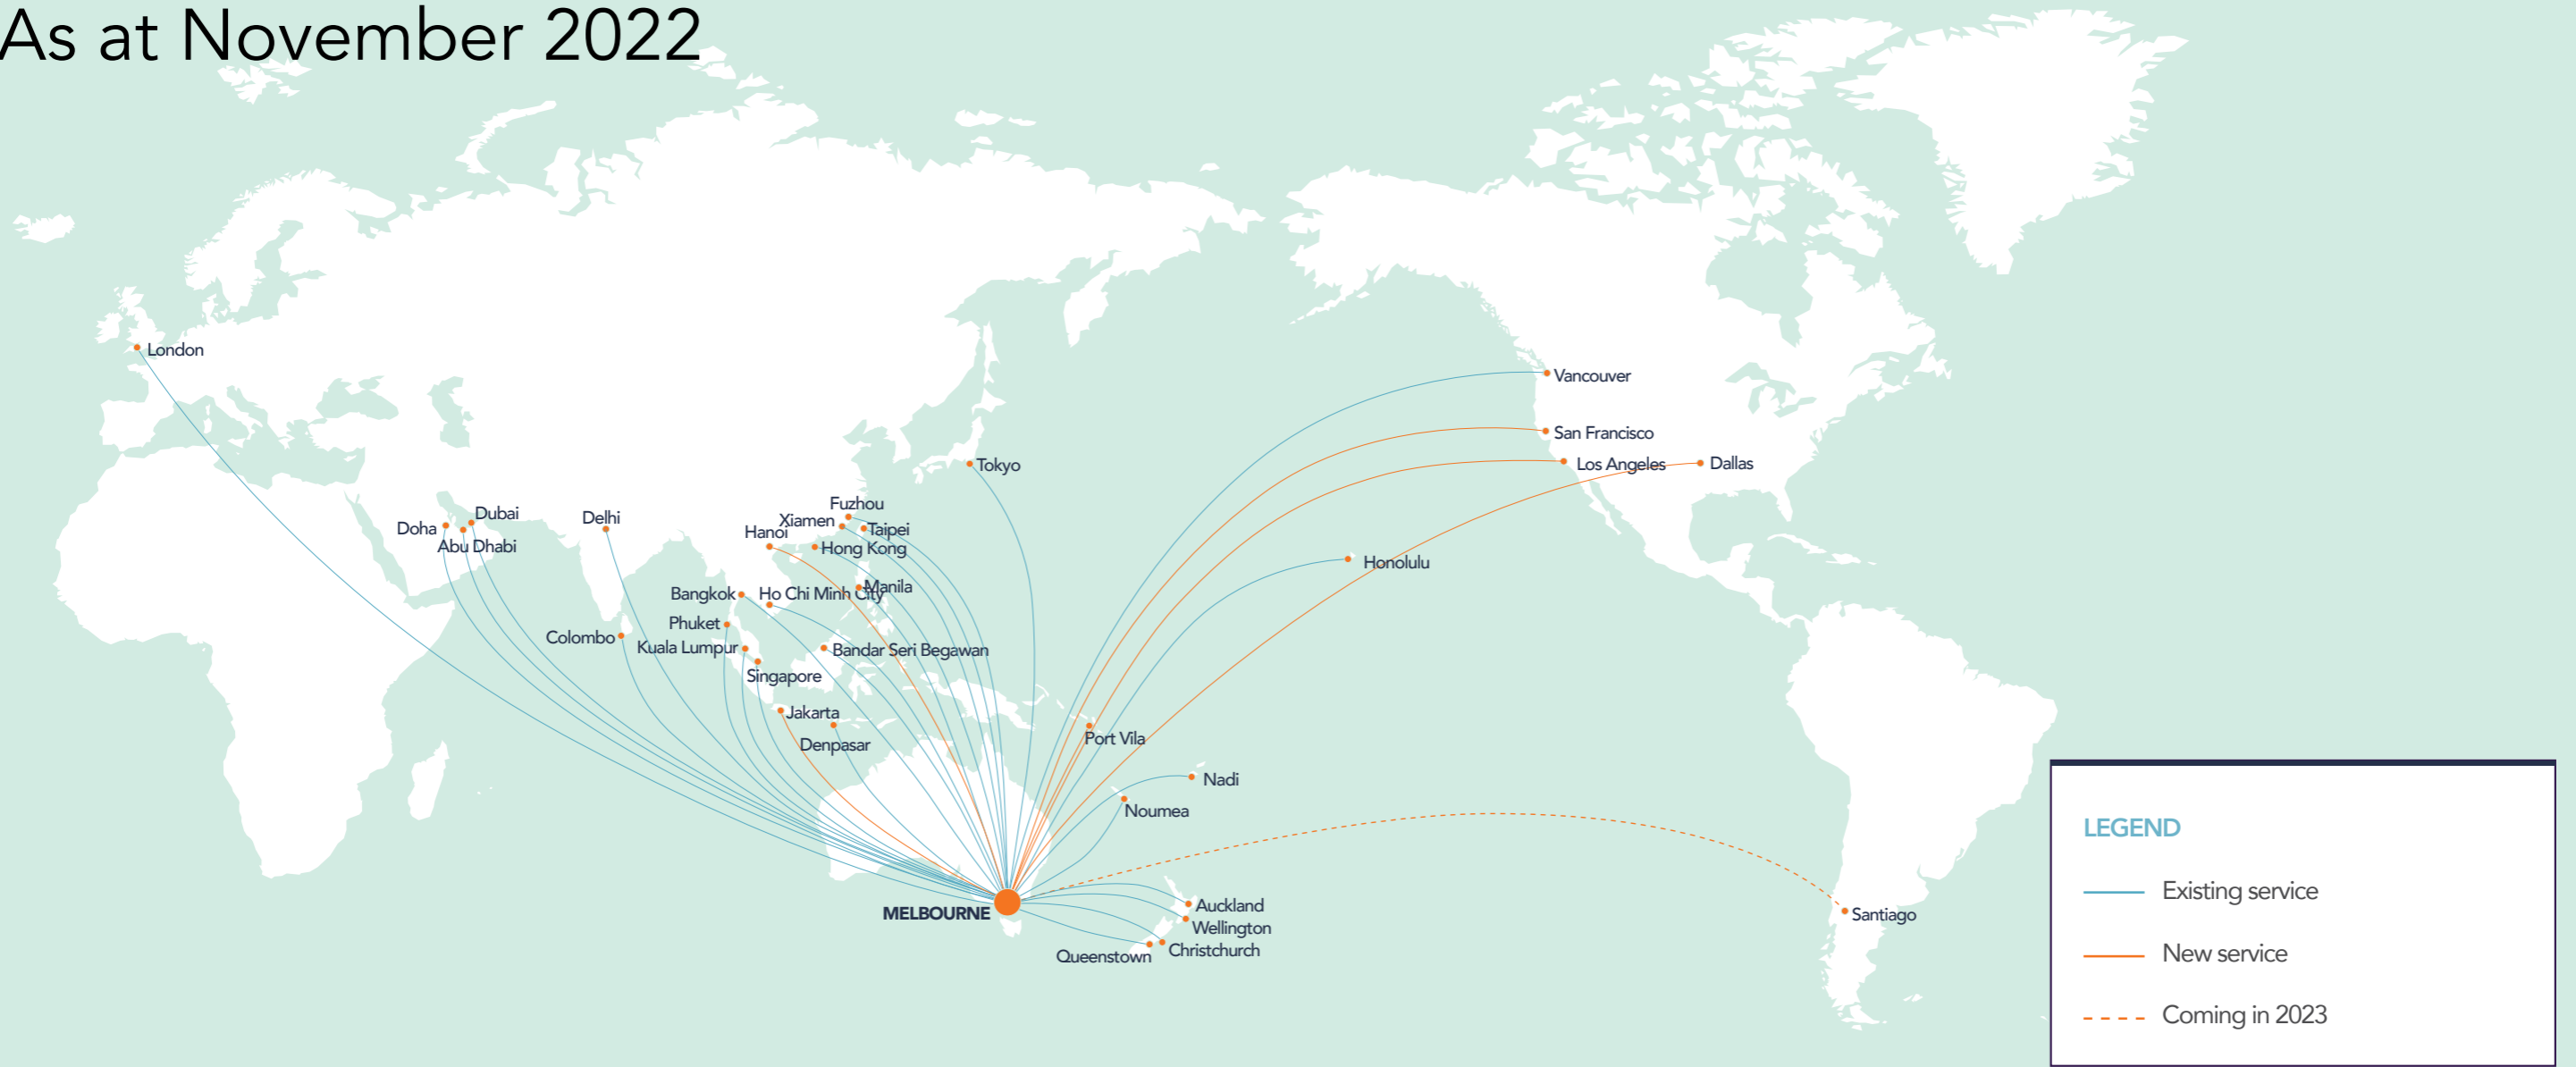 As at November 2022
London
Vancouver
San Francisco
Los Angeles
Dallas
Tokyo
Fuzhou
Dubai
Delhi
Xiamen
Doha
Taipei
Hanoi
Abu Dhabi
Hong Kong
Honolulu
Manila
Bangkok
Ho Chi Minh City
Phuket
Colombo
Kuala Lumpur
Bandar Seri Begawan
Singapore
Jakarta
Denpasar
Port Vila
Nadi
Noumea
MELBOURNE
Auckland
Wellington
Christchurch
Queenstown
Santiago
LEGEND
Existing service
New service
Coming in 2023